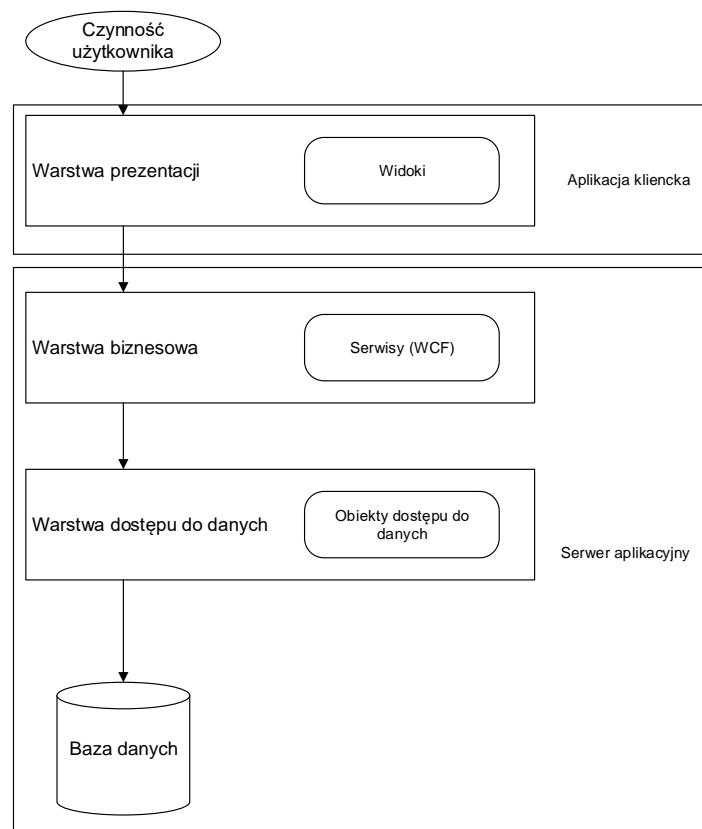 Czynność
użytkownika
Warstwa prezentacji
Widoki
Aplikacja kliencka
Warstwa biznesowa
Serwisy (WCF)
Warstwa dostępu do danych
Obiekty dostępu do
danych
Serwer aplikacyjny
Baza danych